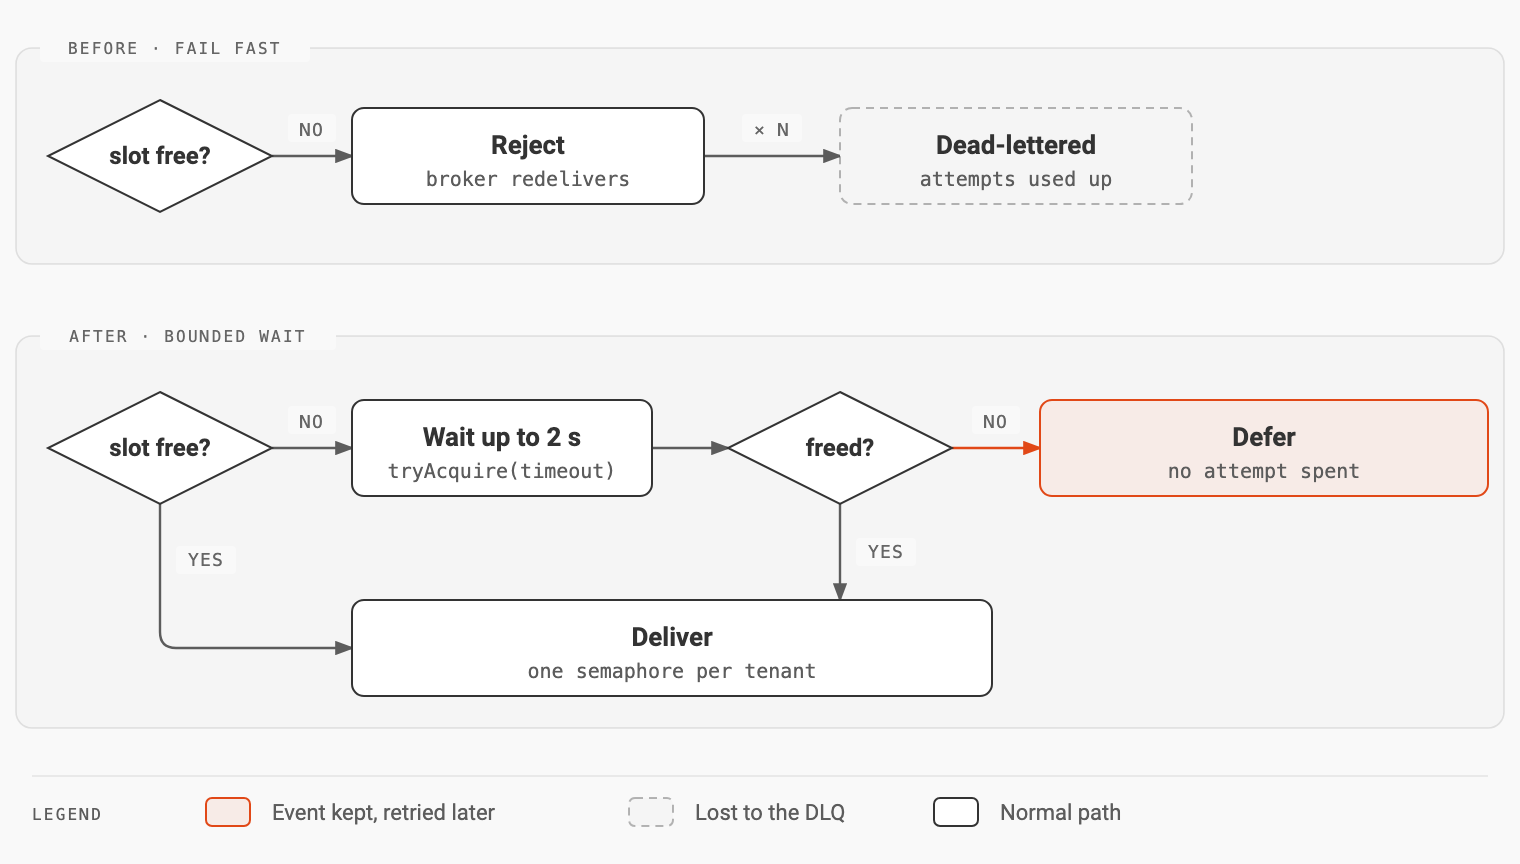 BEFORE · FAIL FAST
slot free?
NO
Reject
broker redelivers
× N
Dead-lettered
attempts used up
AFTER · BOUNDED WAIT
slot free?
NO
Wait up to 2 s
tryAcquire(timeout)
freed?
NO
Defer
no attempt spent
YES
YES
Deliver
one semaphore per tenant
LEGEND
Event kept, retried later
Lost to the DLQ
Normal path